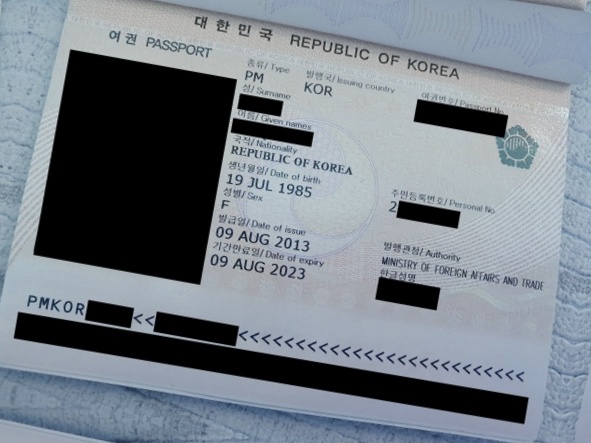 대한민국 REPUBLIC OF KOREA
여권 PASSPORT
종류/ Type
발행국/ Issuing country
여권번호/ Passport No.
PM
KOR
성/ Surname
이름/ Given names
국적/ Nationality
REPUBLIC OF KOREA
생년월일/ Date of birth
19 JUL 1985
주민등록번호/ Personal No.
성별/ Sex
2
F
발급일/ Date of issue
발행관청/ Authority
09 AUG 2013
MINISTRY OF FOREIGN AFFAIRS AND TRADE
기간만료일/ Date of expiry
한글성명
09 AUG 2023
PMKOR <<  <<<<<<<<<<<<<<<<<<<<<<<<<<<